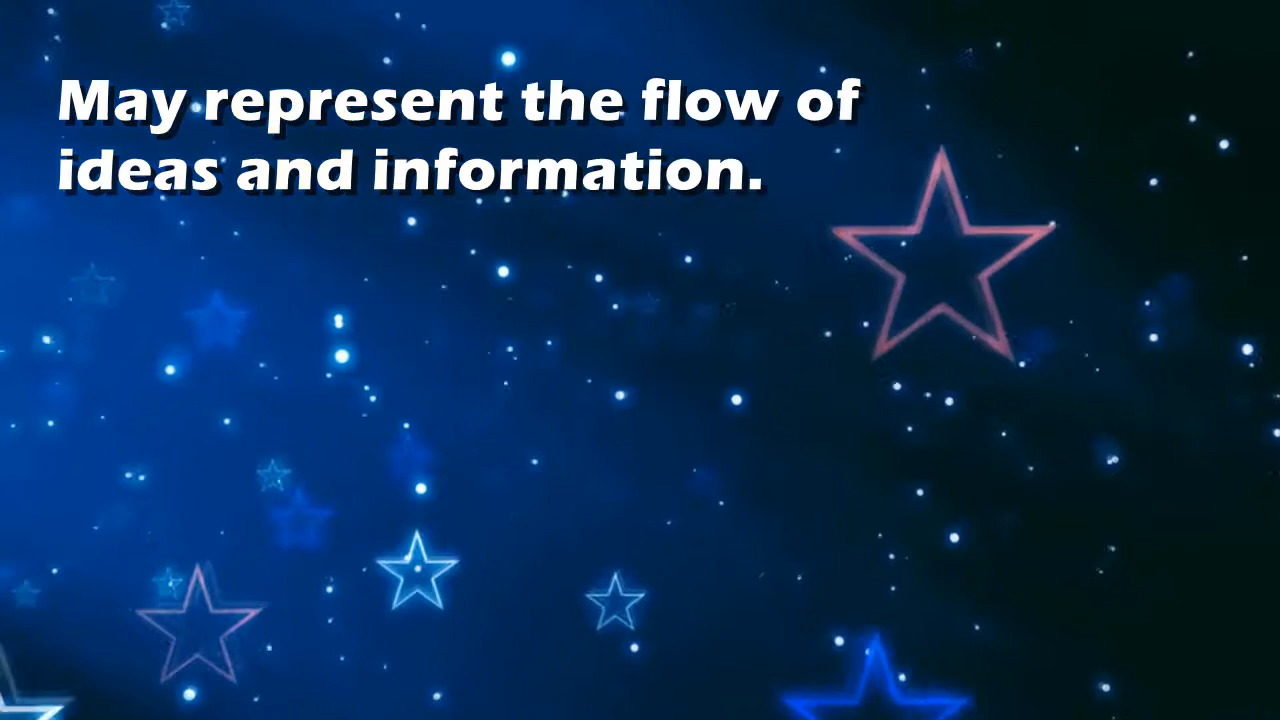 May represent the flow of
ideas and information.